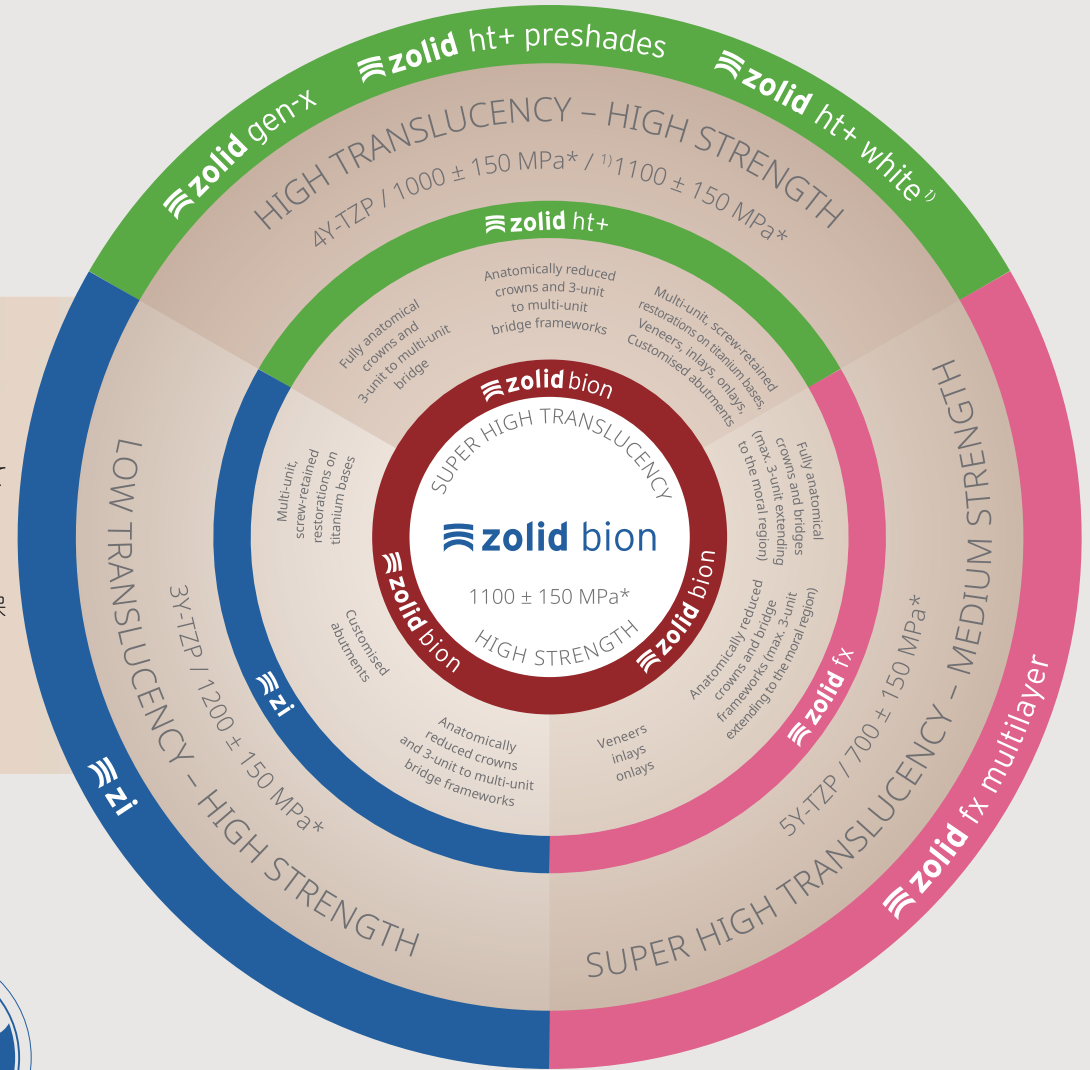 zolid gen-x
zolid ht+ preshades
zolid ht+ white 1)
HIGH TRANSLUCENCY – HIGH STRENGTH
4Y-TZP / 1000 ± 150 MPa* / 1)1100 ± 150 MPa*
zolid ht+
Fully anatomical
crowns and
3-unit to multi-unit
bridge
Anatomically reduced
crowns and 3-unit
to multi-unit
bridge frameworks
Multi-unit, screw-retained
restorations on titanium bases,
Veneers, inlays, onlays,
Customised abutments
zolid bion
SUPER HIGH TRANSLUCENCY
zolid bion
1100 ± 150 MPa*
HIGH STRENGTH
zolid bion
zolid bion
Fully anatomical
crowns and bridges
(max. 3-unit extending
to the moral region)
Anatomically reduced
crowns and bridge
frameworks (max. 3-unit
extending to the moral region)
Veneers
inlays
onlays
zolid fx
5Y-TZP / 700 ± 150 MPa*
SUPER HIGH TRANSLUCENCY – MEDIUM STRENGTH
zolid fx multilayer
Multi-unit,
screw-retained
restorations on
titanium bases
Customised
abutments
Anatomically
reduced crowns
and 3-unit to multi-unit
bridge frameworks
zi
3Y-TZP / 1200 ± 150 MPa*
LOW TRANSLUCENCY – HIGH STRENGTH
zi